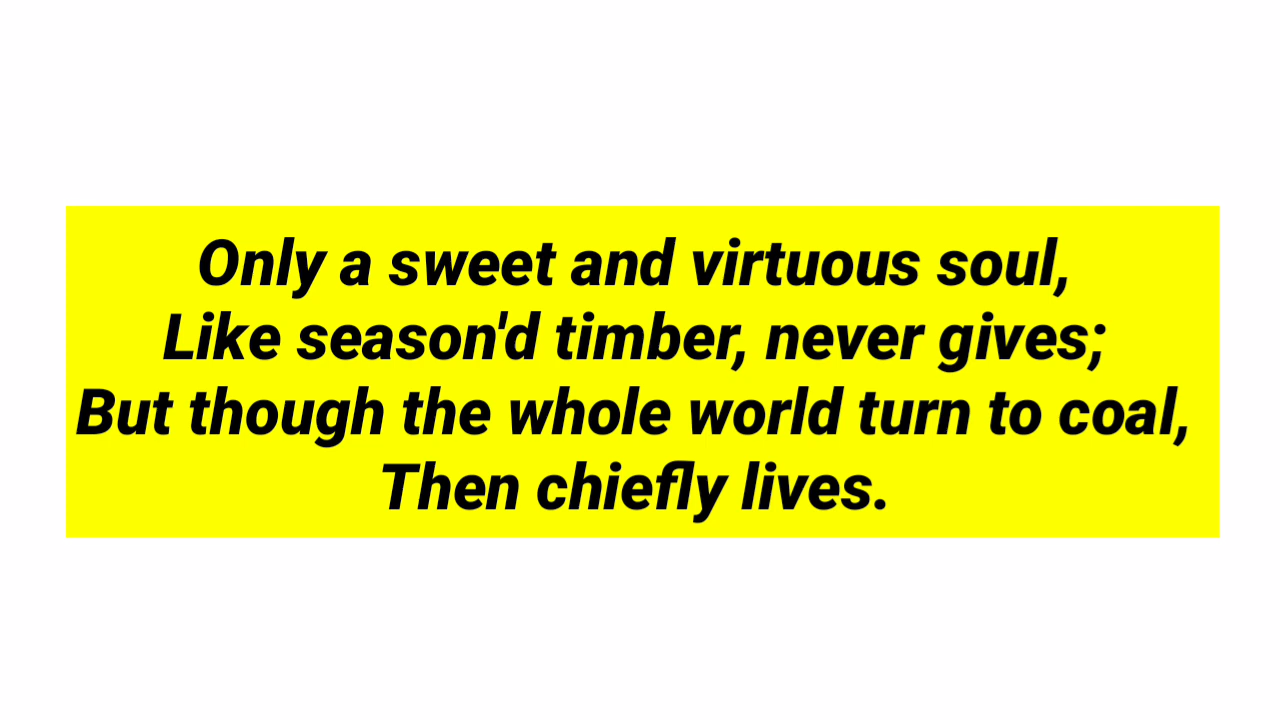 Only a sweet and virtuous soul,
Like season'd timber, never gives;
But though the whole world turn to coal,
Then chiefly lives.